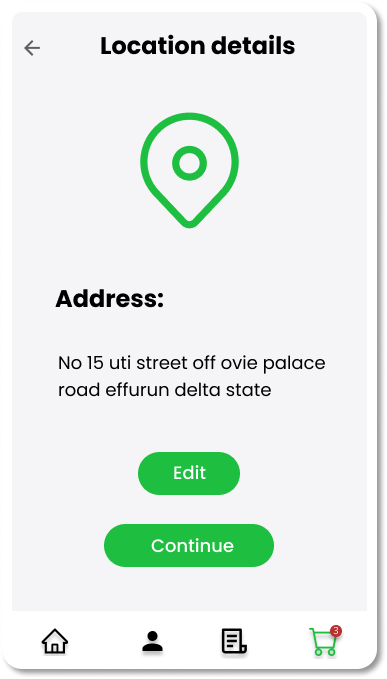 Location details
Address:
No 15 uti street off ovie palace
road effurun delta state
Edit
Continue
3